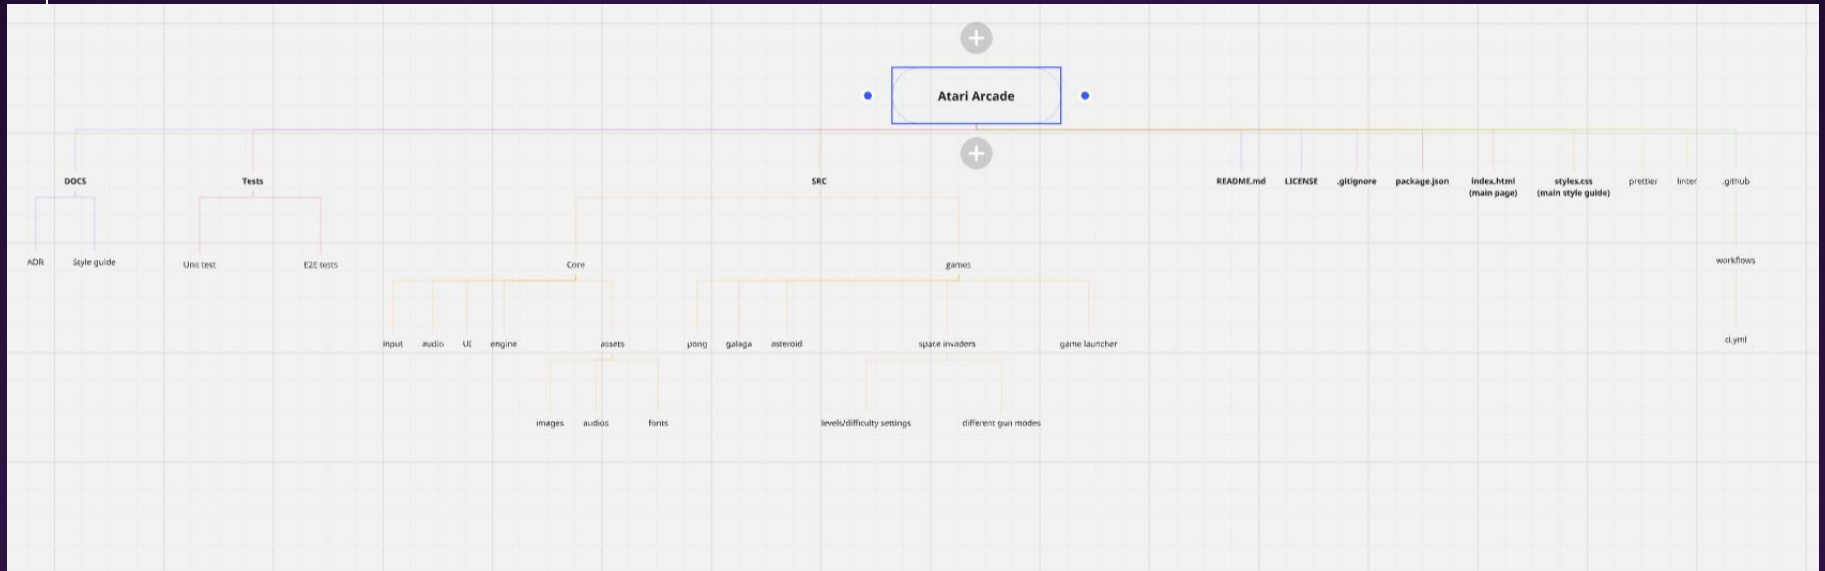 Atari Arcade
DOCS
Tests
SRC
README.md
LICENSE
.gitignore
package.json
index.html
(main page)
styles.css
(main style guide)
prettier
linter
.github
ADR
Style guide
Unit test
E2E tests
Core
games
workflows
input
audio
UI
engine
assets
pong
galaga
asteroid
space invaders
game launcher
ci.yml
images
audios
fonts
levels/difficulty settings
different gun modes